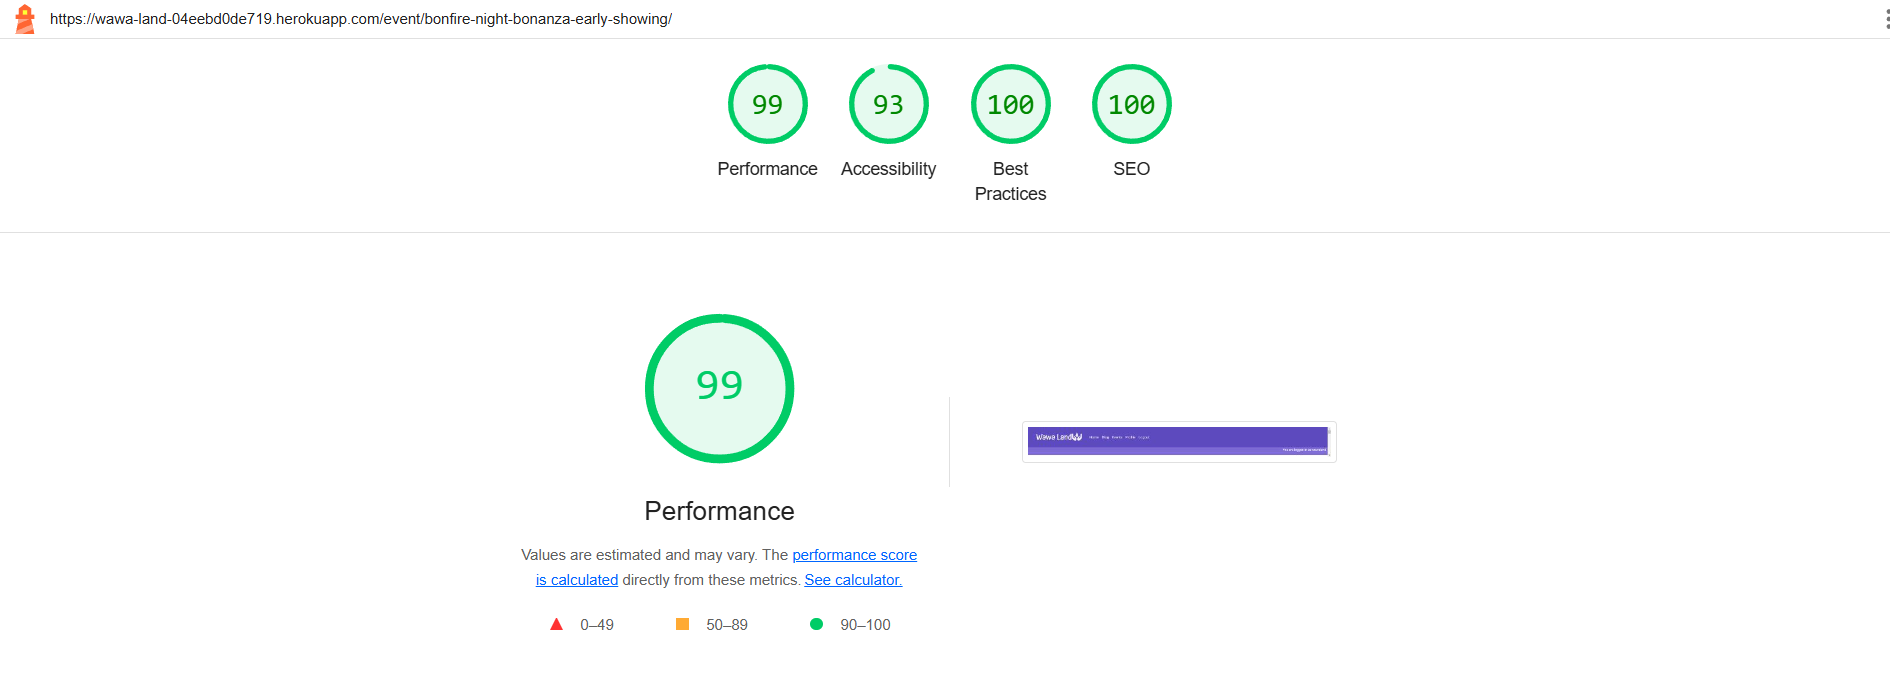 https://wawa-land-04eebd0de719.herokuapp.com/event/bonfire-night-bonanza-early-showing/
99
93
100
100
Performance
Accessibility
Best
Practices
SEO
99
Wawa Land
Performance
Values are estimated and may vary. The performance score
is calculated directly from these metrics. See calculator.
0–49
50–89
90–100